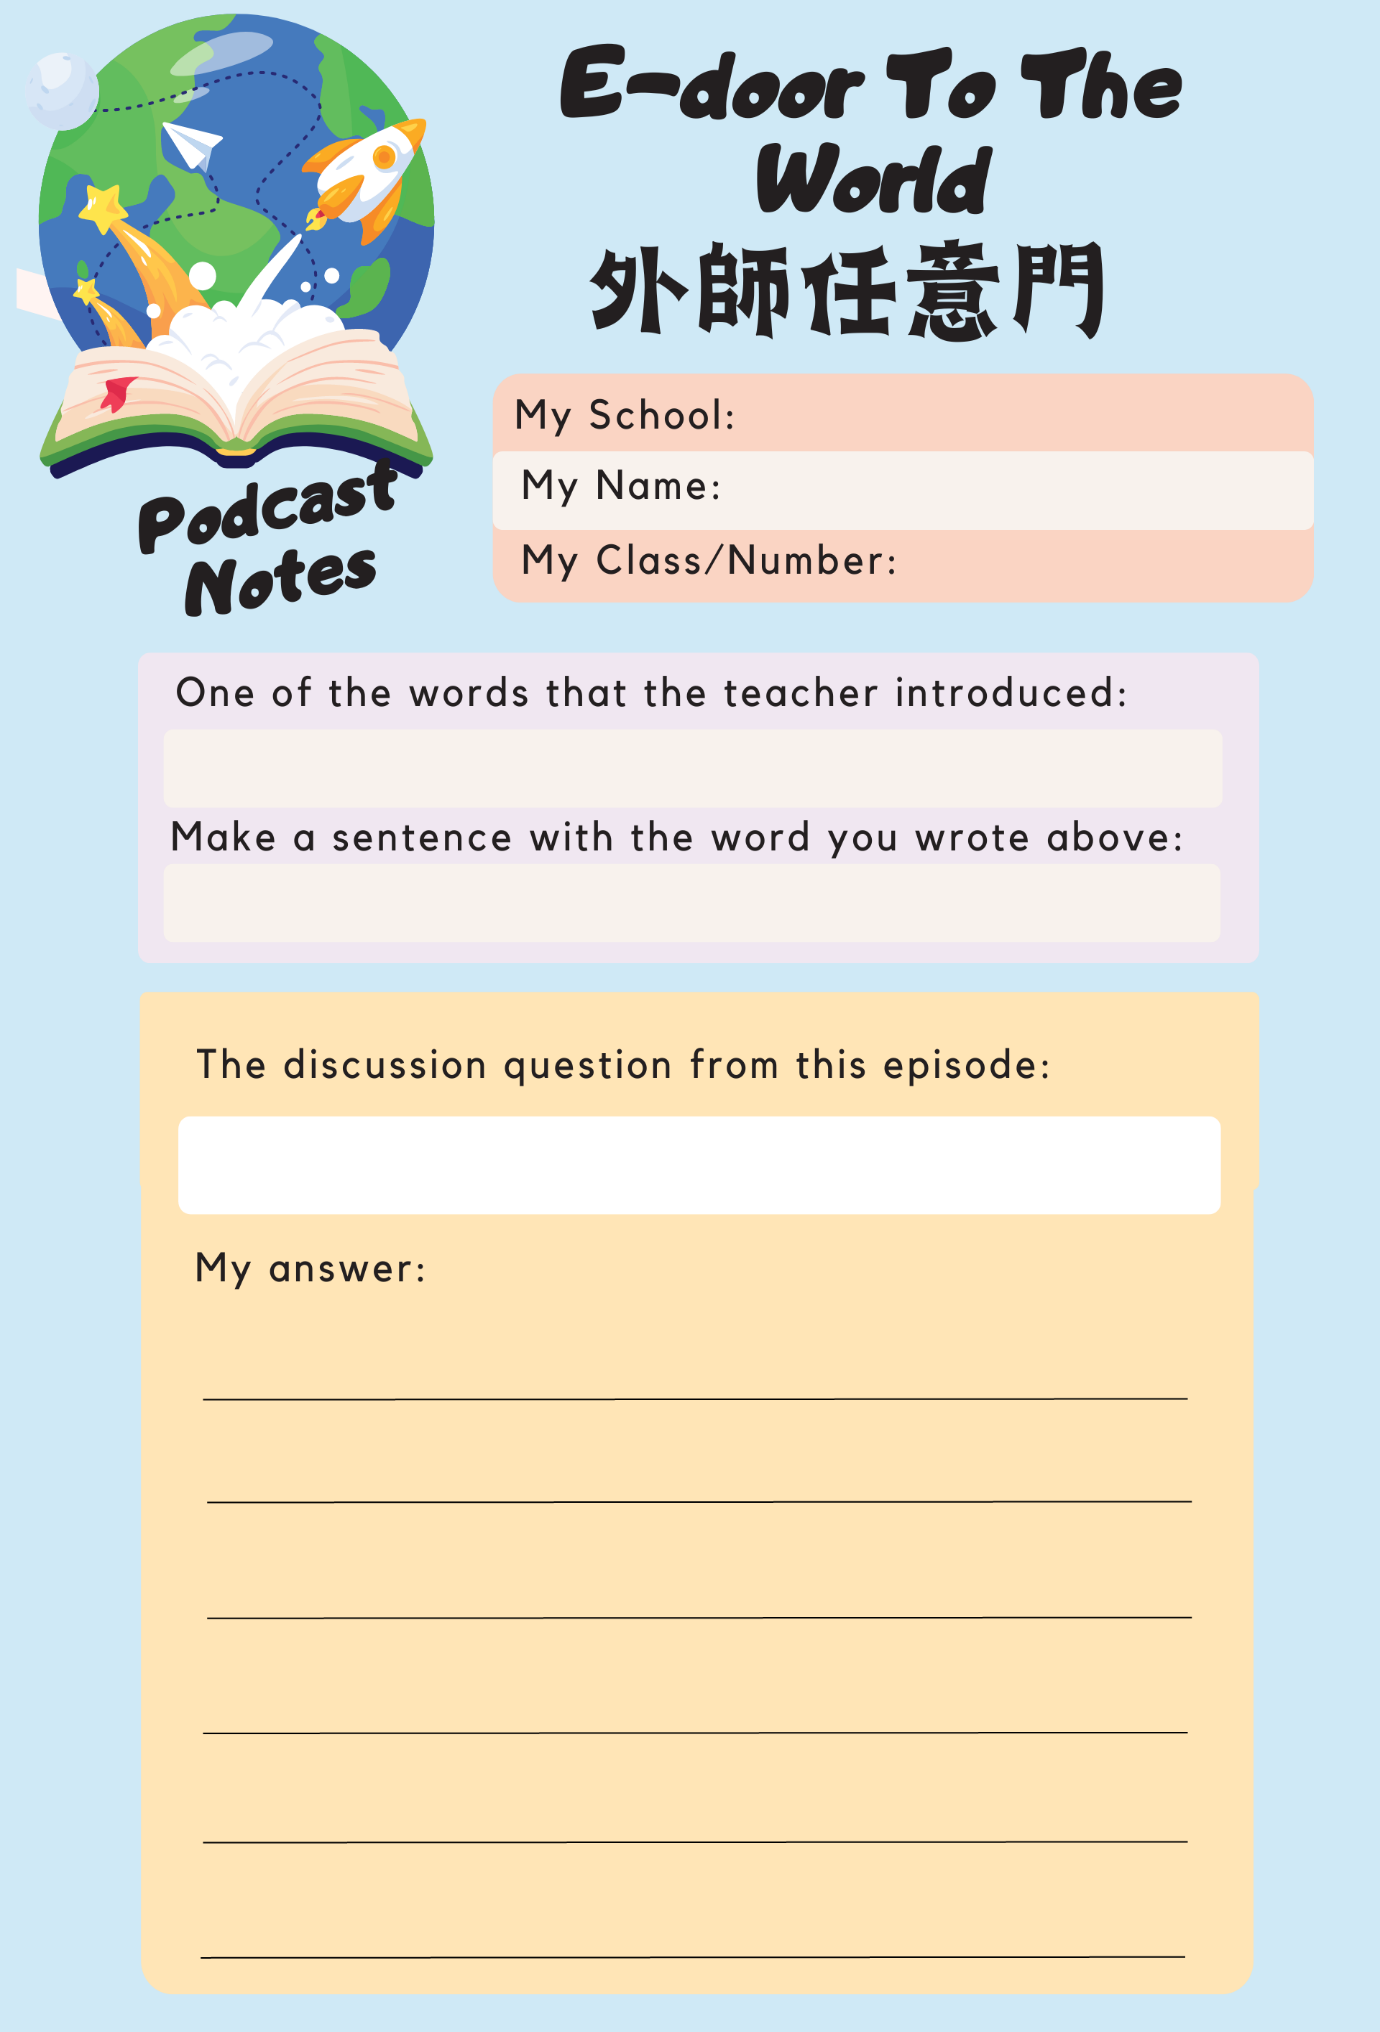 E-door To The
World
外師任意門
Podcast
Notes
My School:
My Name:
My Class/Number:
One of the words that the teacher introduced:
Make a sentence with the word you wrote above:
The discussion question from this episode:
My answer: